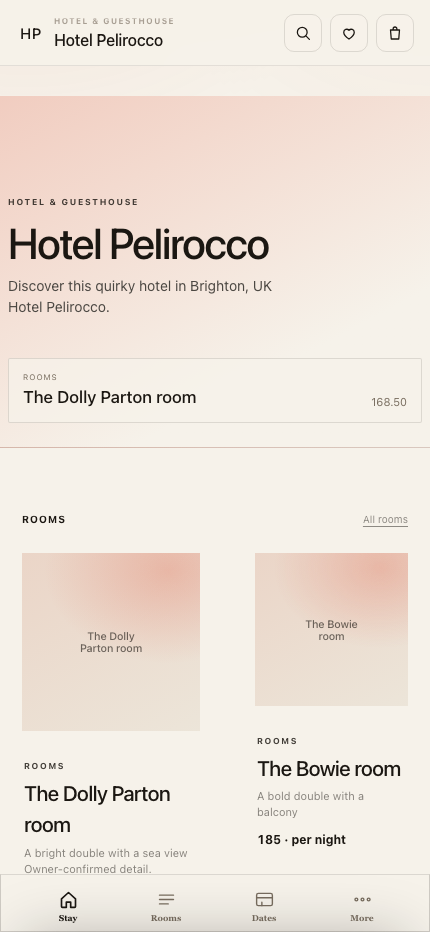 HP
HOTEL & GUESTHOUSE
Hotel Pelirocco
HOTEL & GUESTHOUSE
Hotel Pelirocco
Discover this quirky hotel in Brighton, UK
Hotel Pelirocco.
ROOMS
The Dolly Parton room
168.50
ROOMS
All rooms
The Dolly
Parton room
ROOMS
The Dolly Parton
room
A bright double with a sea view
Owner-confirmed detail.
The Bowie
room
ROOMS
The Bowie room
A bold double with a
balcony
185 · per night
Stay
Rooms
Dates
More